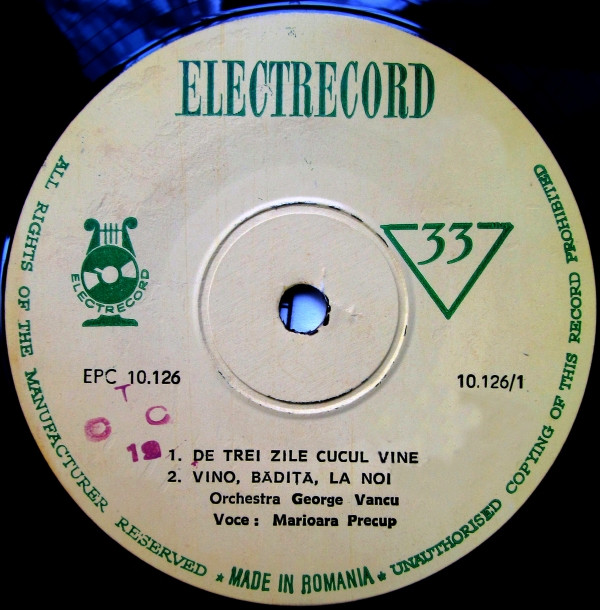 ELECTRECORD
ALL RIGHTS OF THE MANUFACTURER RESERVED ★ MADE IN ROMANIA ★ UNAUTHORISED COPYING OF THIS RECORD PROHIBITED
ELECTRECORD
33
EPC 10.126
10.126/1
T
O C
19
1. DE TREI ZILE CUCUL VINE
2. VINO, BĂDIȚĂ, LA NOI
Orchestra George Vancu
Voce : Marioara Precup